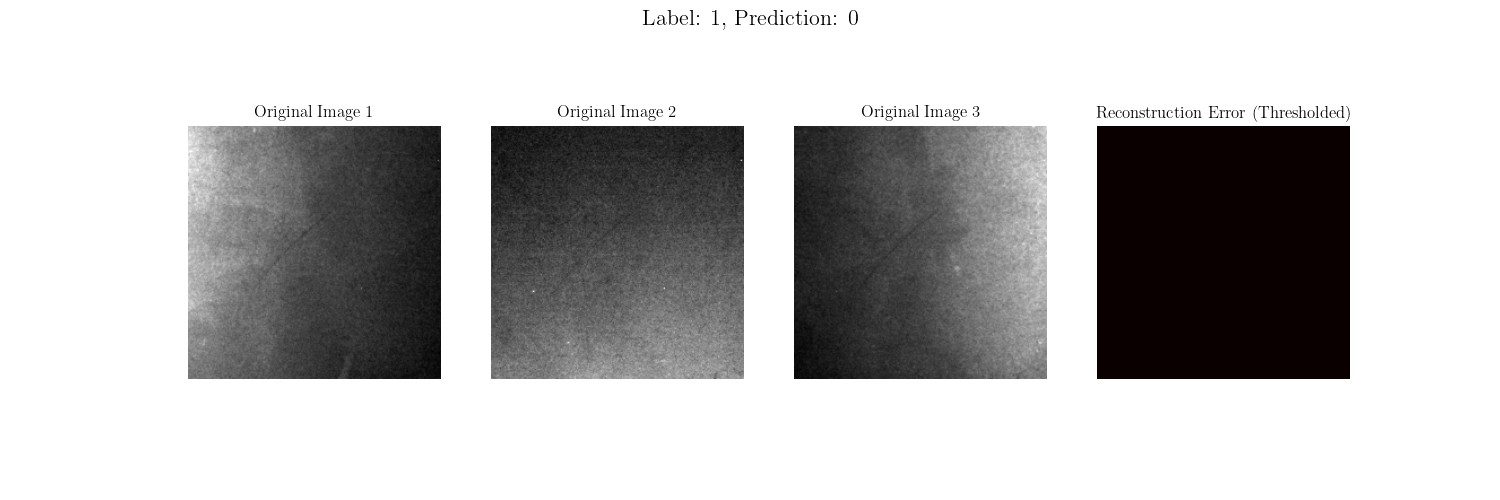 Label: 1, Prediction: 0
Original Image 1
Original Image 2
Original Image 3
Reconstruction Error (Thresholded)